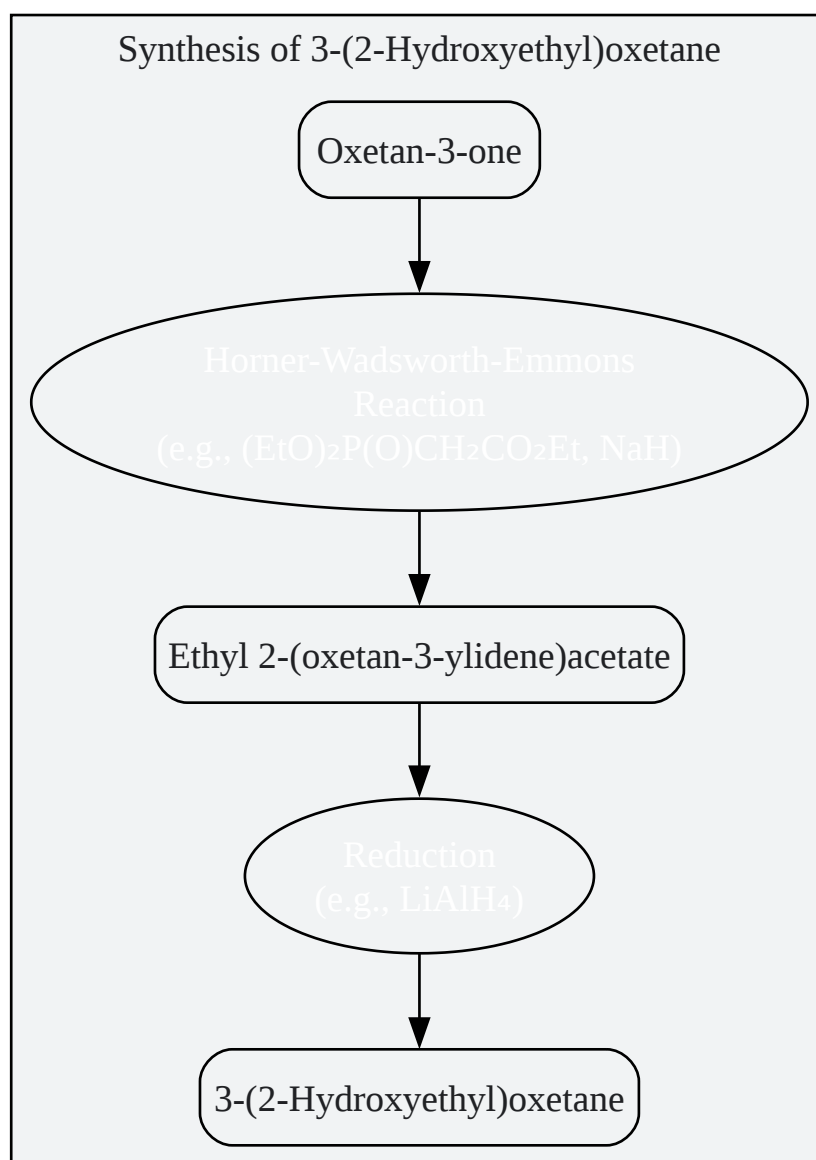 Synthesis of 3-(2-Hydroxyethyl)oxetane
Oxetan-3-one
Horner-Wadsworth-Emmons
Reaction
(e.g., (EtO)₂P(O)CH₂CO₂Et, NaH)
Ethyl 2-(oxetan-3-ylidene)acetate
Reduction
(e.g., LiAlH₄)
3-(2-Hydroxyethyl)oxetane